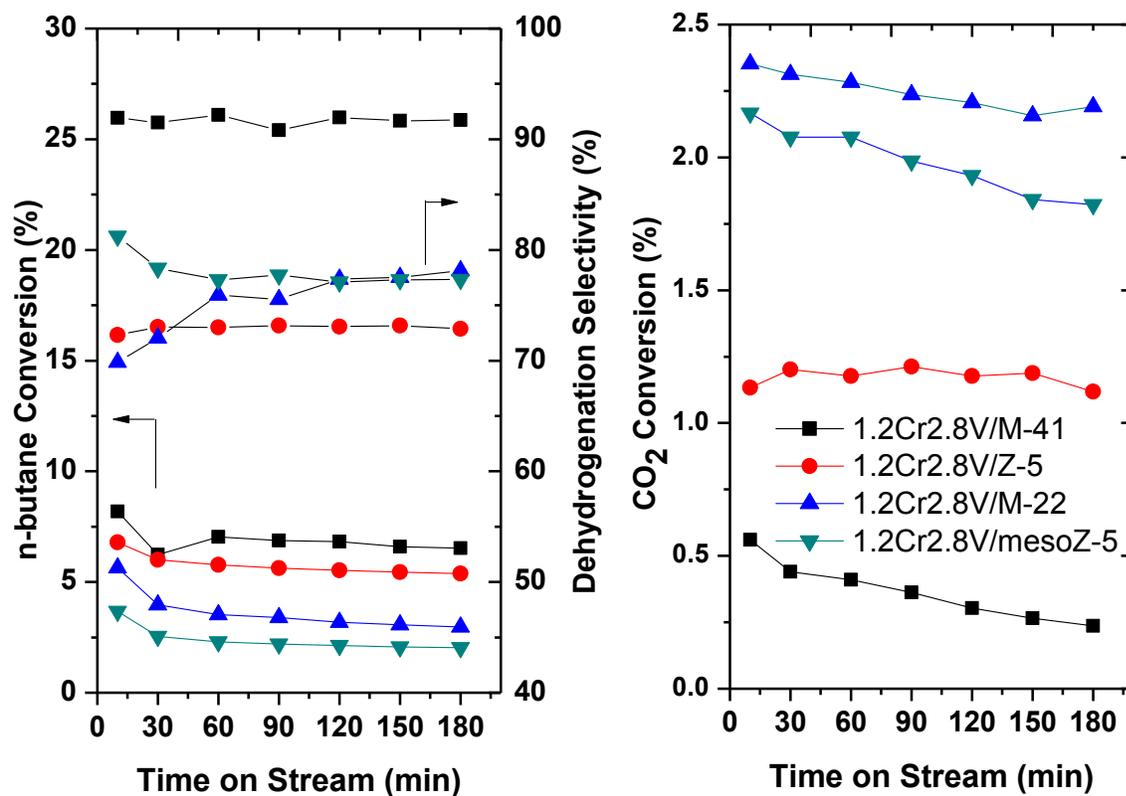 30
25
20
15
10
5
0
n-butane Conversion (%)
100
90
80
70
60
50
40
Dehydrogenation Selectivity (%)
0 30 60 90 120 150 180
Time on Stream (min)
2.5
2.0
1.5
1.0
0.5
0.0
CO2 Conversion (%)
1.2Cr2.8V/M-41
1.2Cr2.8V/Z-5
1.2Cr2.8V/M-22
1.2Cr2.8V/mesoZ-5
0 30 60 90 120 150 180
Time on Stream (min)